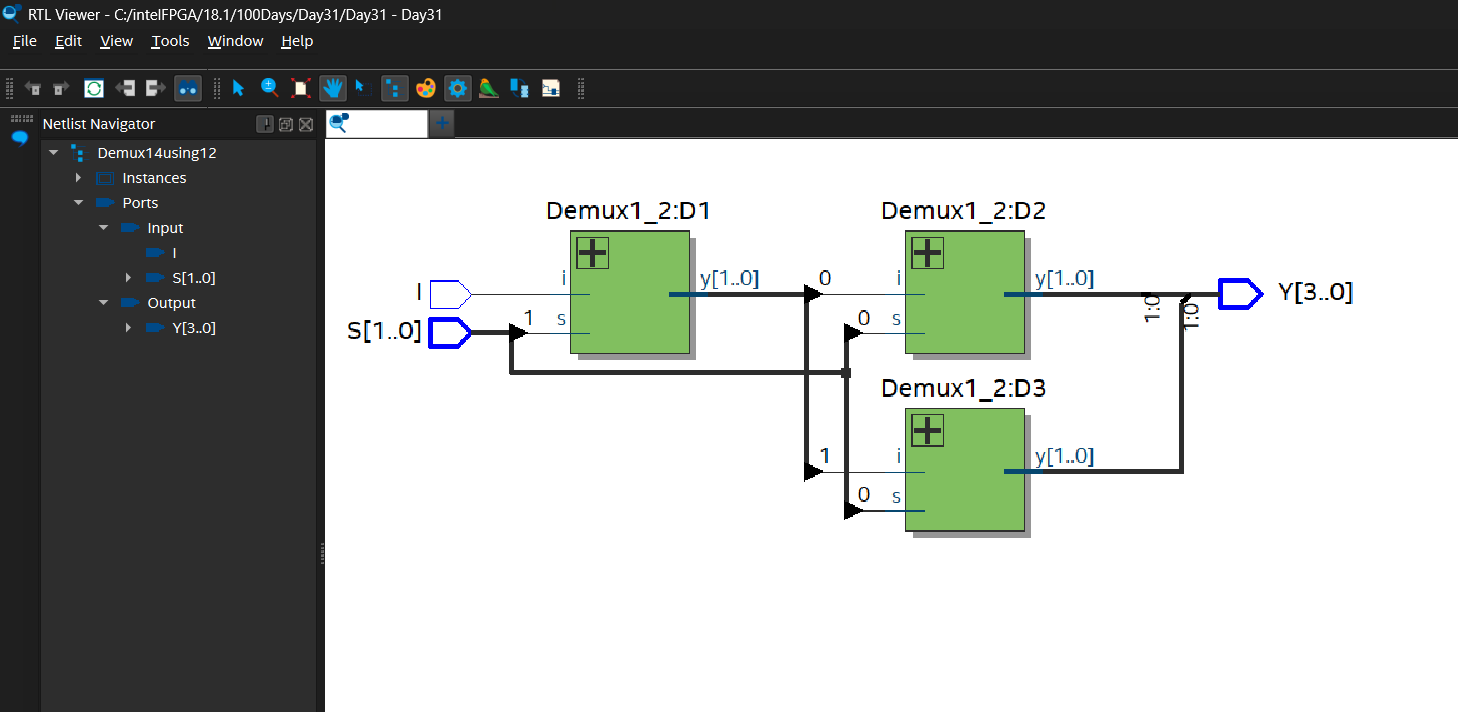 RTL Viewer - C:/intelFPGA/18.1/100Days/Day31/Day31 - Day31
File Edit View Tools Window Help
Netlist Navigator
Demux14using12
Instances
Ports
Input
I
S[1..0]
Output
Y[3..0]
Demux1_2:D1
Demux1_2:D2
i
y[1..0]
0
i
y[1..0]
I
Y[3..0]
S[1..0]
1
s
0
s
1:0
1:0
Demux1_2:D3
1
i
y[1..0]
0
s